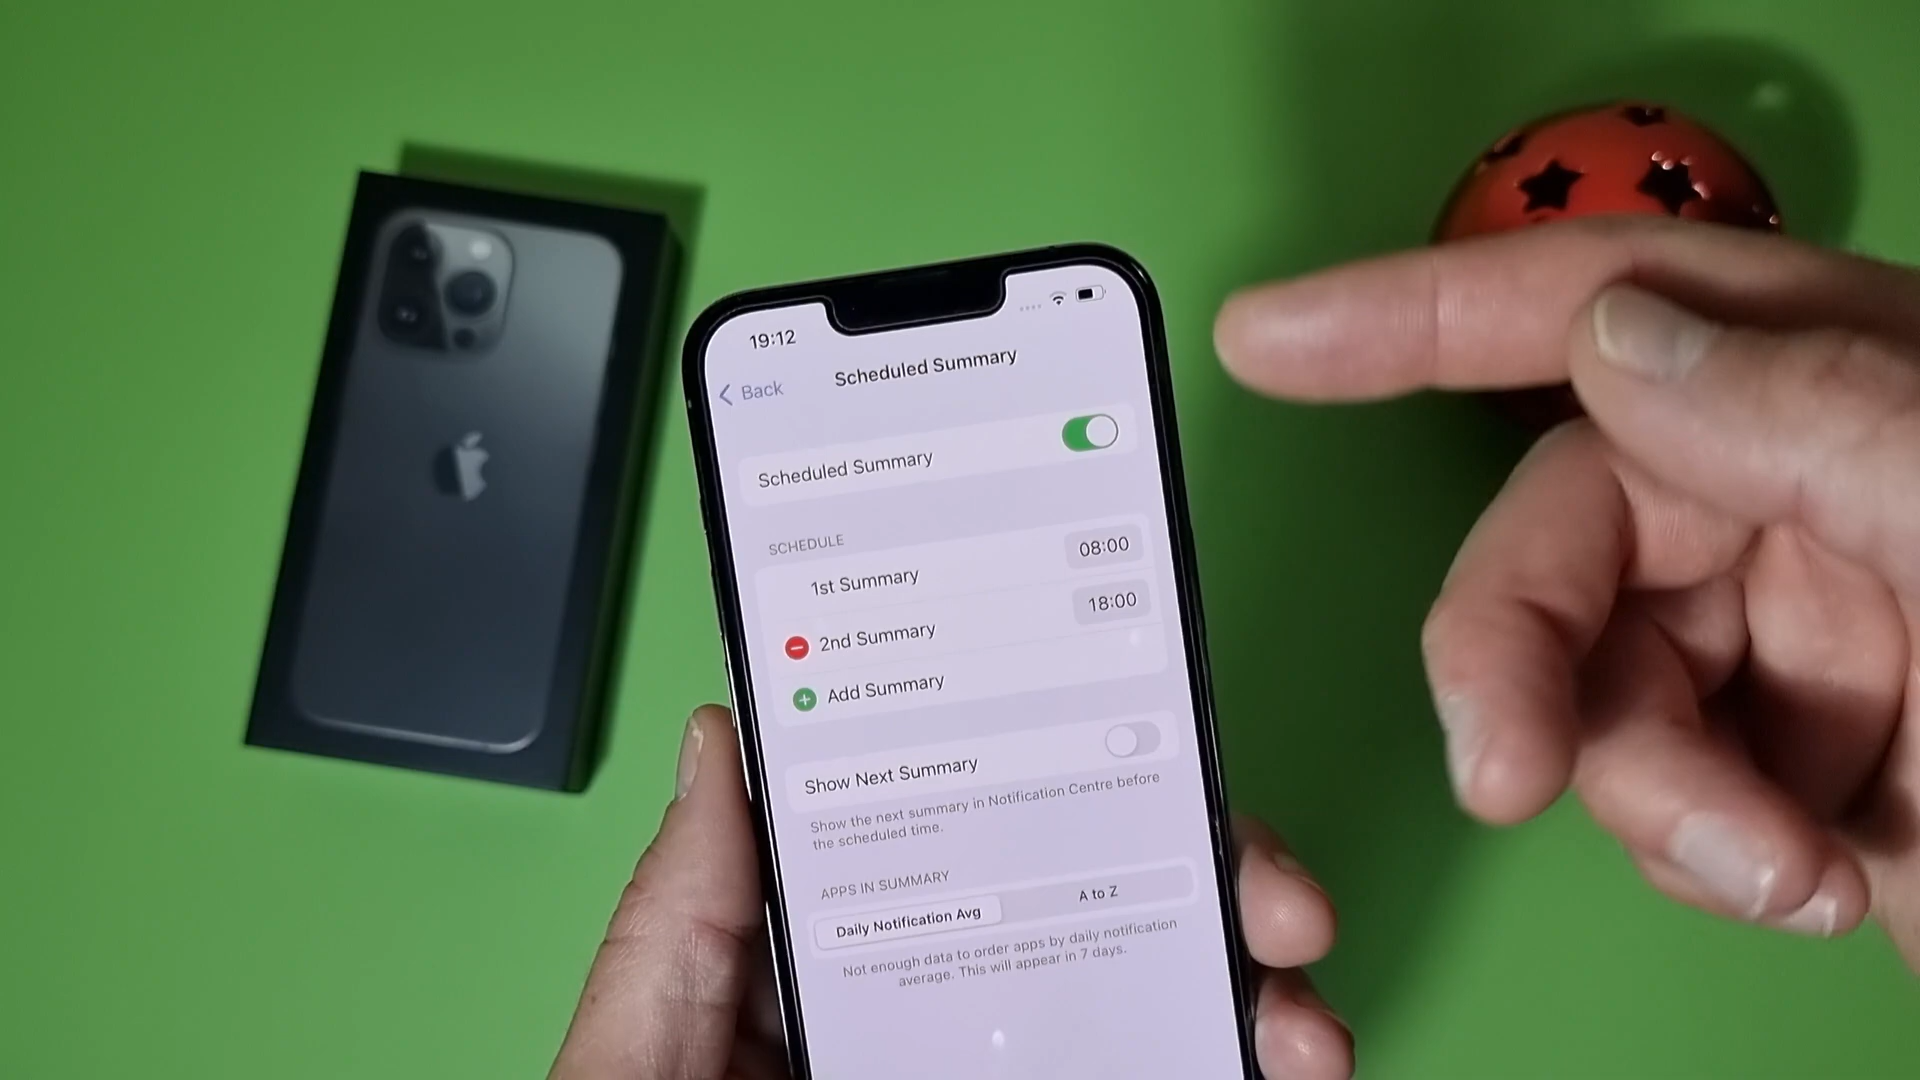 19:12
Back
Scheduled Summary
Scheduled Summary
SCHEDULE
1st Summary 08:00
2nd Summary 18:00
Add Summary
Show Next Summary
Show the next summary in Notification Centre before
the scheduled time.
APPS IN SUMMARY
Daily Notification Avg A to Z
Not enough data to order apps by daily notification
average. This will appear in 7 days.